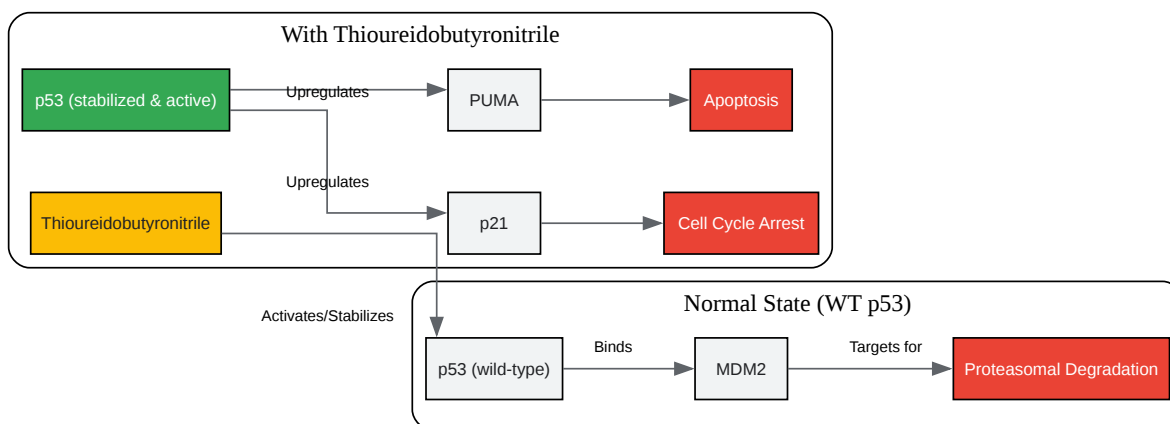 With Thioureidobutyronitrile
p53 (stabilized & active)
Upregulates
PUMA
Apoptosis
Upregulates
Thioureidobutyronitrile
p21
Cell Cycle Arrest
Normal State (WT p53)
Activates/Stabilizes
p53 (wild-type)
Binds
MDM2
Targets for
Proteasomal Degradation